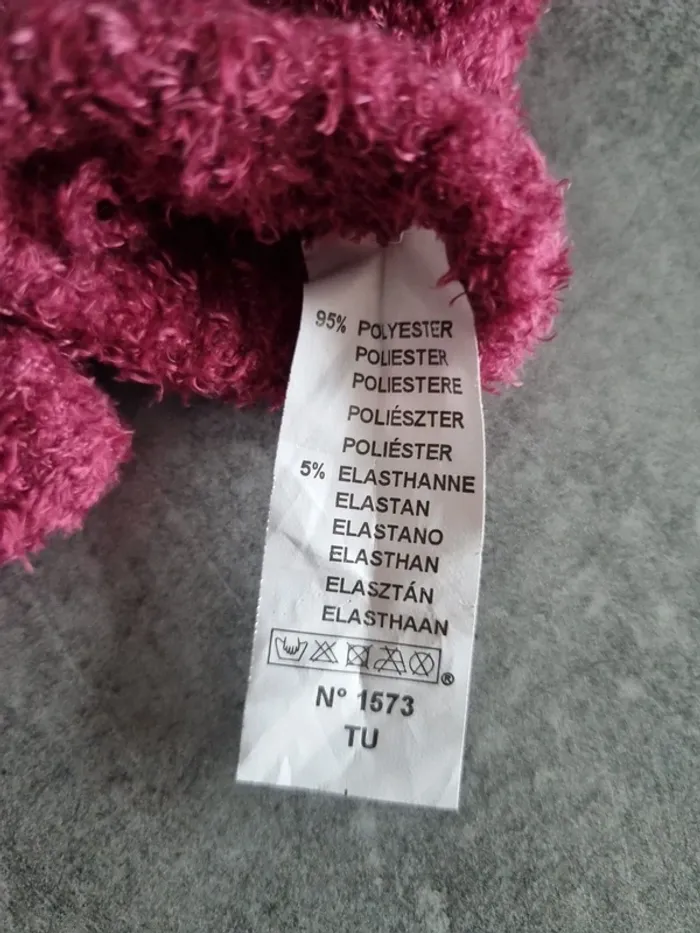 95% POLYESTER
POLIESTER
POLIESTERE
POLIÉSZTER
POLIÉSTER
5% ELASTHANNE
ELASTAN
ELASTANO
ELASTHAN
ELASZTÁN
ELASTHAAN
®
N° 1573
TU